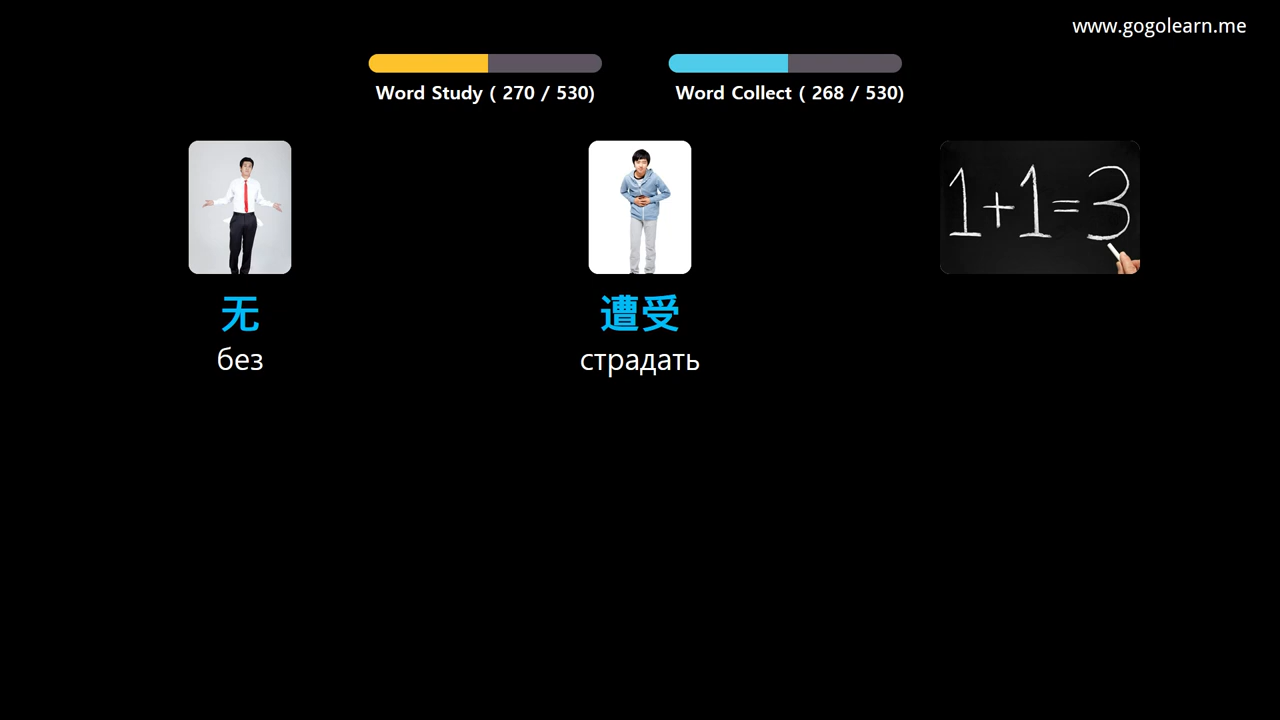 www.gogolearn.me
Word Study ( 270 / 530)
Word Collect ( 268 / 530)
1+1=3
无
без
遭受
страдать